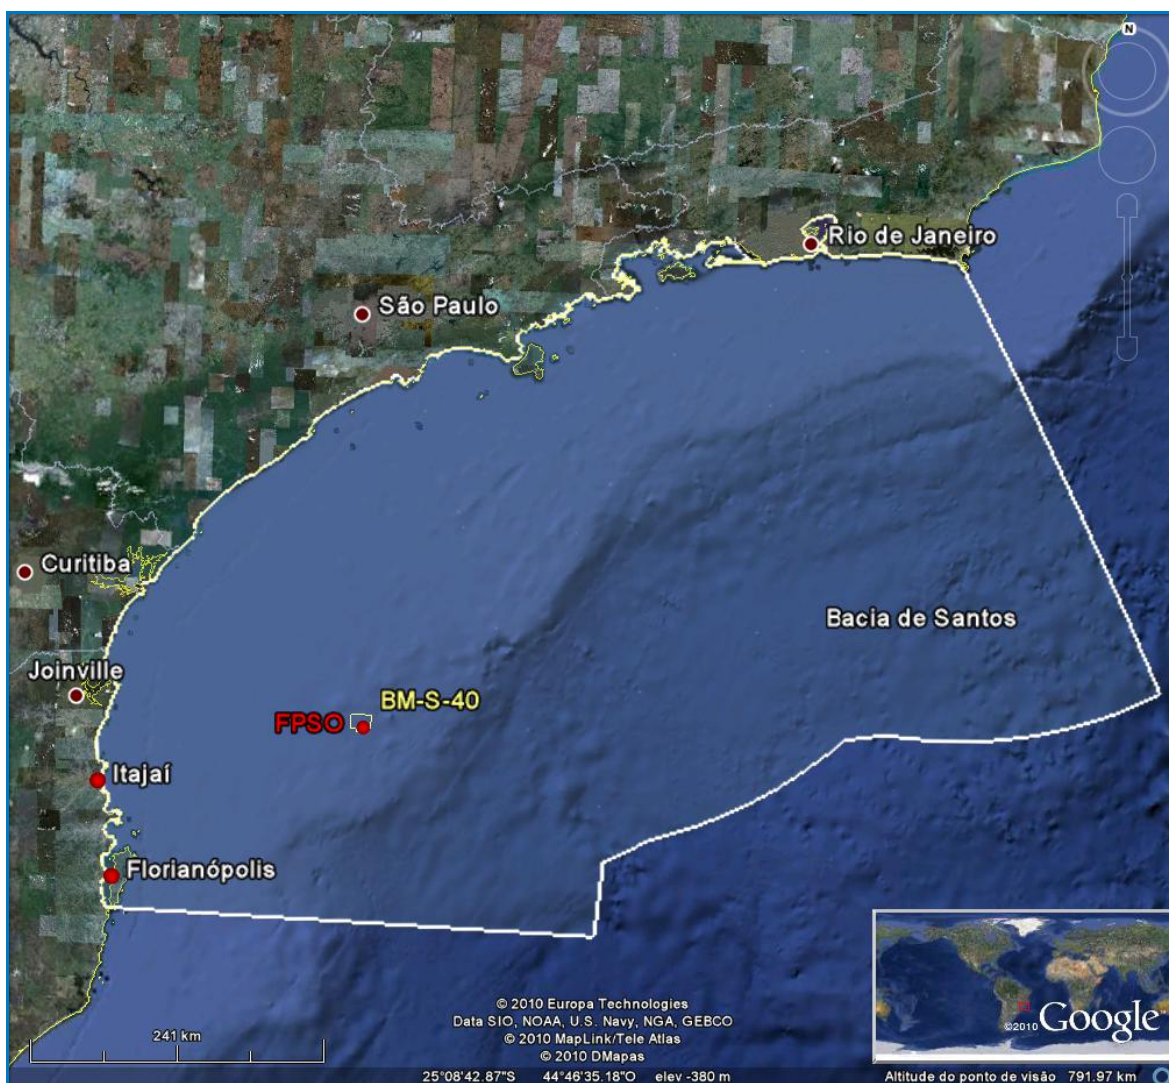 N
Rio de Janeiro
São Paulo
Curitiba
Bacia de Santos
Joinville
BM-S-40
FPSO
Itajaí
Florianópolis
241 km
© 2010 Europa Technologies
Data SIO, NOAA, U.S. Navy, NGA, GEBCO
© 2010 MapLink/Tele Atlas
© 2010 DMapas
©2010 Google
25°08'42.87"S 44°46'35.18"O elev -380 m
Altitude do ponto de visão 791.97 km